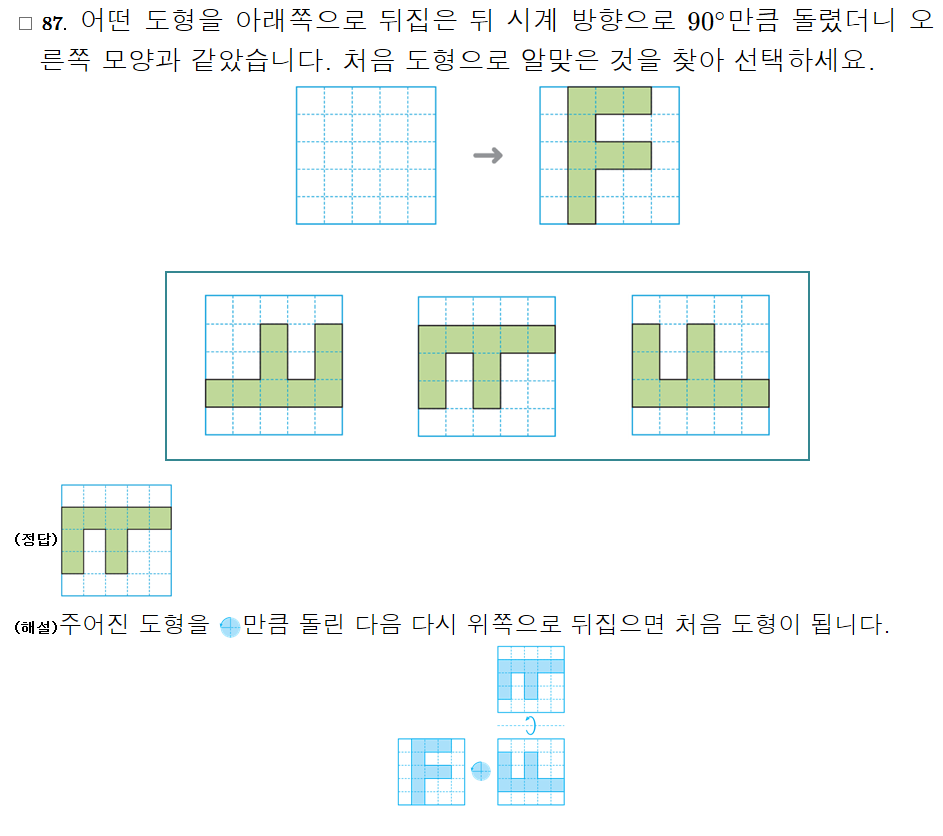 □ 87. 어떤 도형을 아래쪽으로 뒤집은 뒤 시계 방향으로 90°만큼 돌렸더니 오
른쪽 모양과 같았습니다. 처음 도형으로 알맞은 것을 찾아 선택하세요.
→
(정답)
(해설)주어진 도형을 만큼 돌린 다음 다시 위쪽으로 뒤집으면 처음 도형이 됩니다.